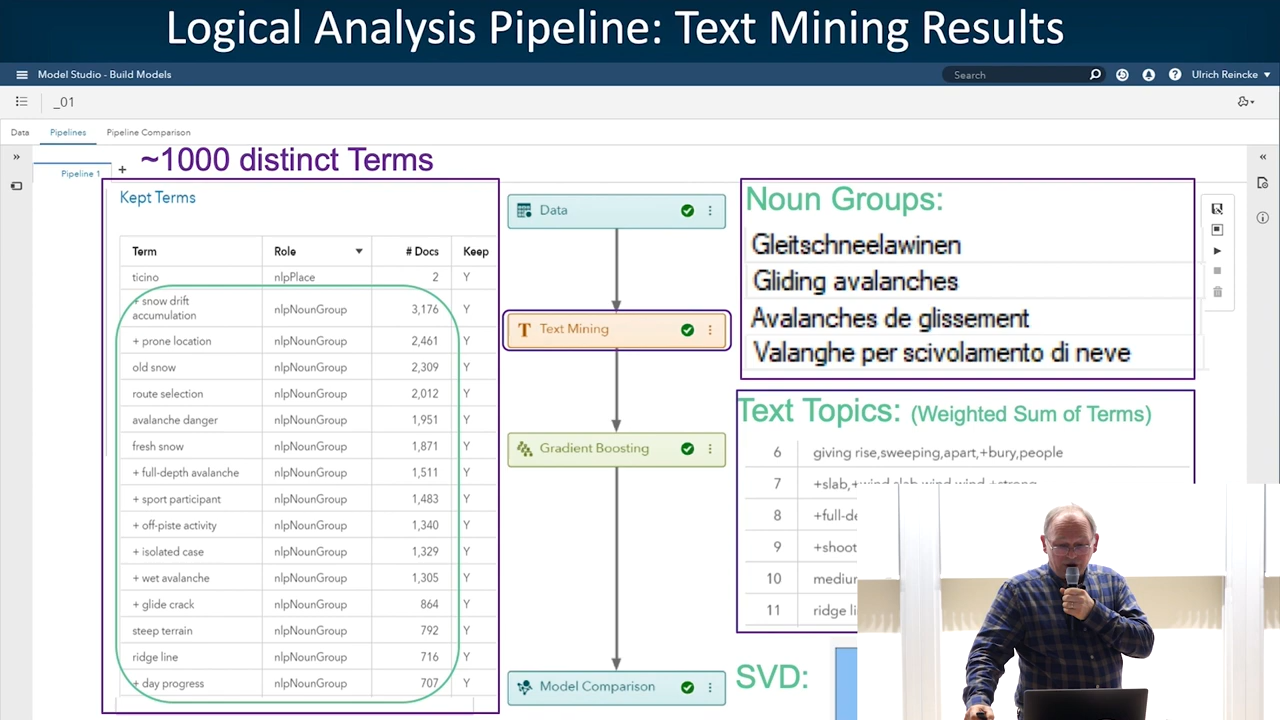 Logical Analysis Pipeline: Text Mining Results
Model Studio - Build Models
Search
Ulrich Reincke
_01
Data Pipelines Pipeline Comparison
Pipeline 1
+
~1000 distinct Terms
Kept Terms
Term Role # Docs Keep
ticino nlpPlace 2 Y
+ snow drift
accumulation nlpNounGroup 3,176 Y
+ prone location nlpNounGroup 2,461 Y
old snow nlpNounGroup 2,309 Y
route selection nlpNounGroup 2,012 Y
avalanche danger nlpNounGroup 1,951 Y
fresh snow nlpNounGroup 1,871 Y
+ full-depth avalanche nlpNounGroup 1,511 Y
+ sport participant nlpNounGroup 1,483 Y
+ off-piste activity nlpNounGroup 1,340 Y
+ isolated case nlpNounGroup 1,329 Y
+ wet avalanche nlpNounGroup 1,305 Y
+ glide crack nlpNounGroup 864 Y
steep terrain nlpNounGroup 792 Y
ridge line nlpNounGroup 716 Y
+ day progress nlpNounGroup 707 Y
Data
Text Mining
Gradient Boosting
Model Comparison
Noun Groups:
Gleitschneelawinen
Gliding avalanches
Avalanches de glissement
Valanghe per scivolamento di neve
Text Topics: (Weighted Sum of Terms)
6 giving rise,sweeping,apart,+bury,people
7 +slab,+wind slab,wind,wind,+strong
8 +full-de
9 +shoot
10 medium
11 ridge li
SVD: